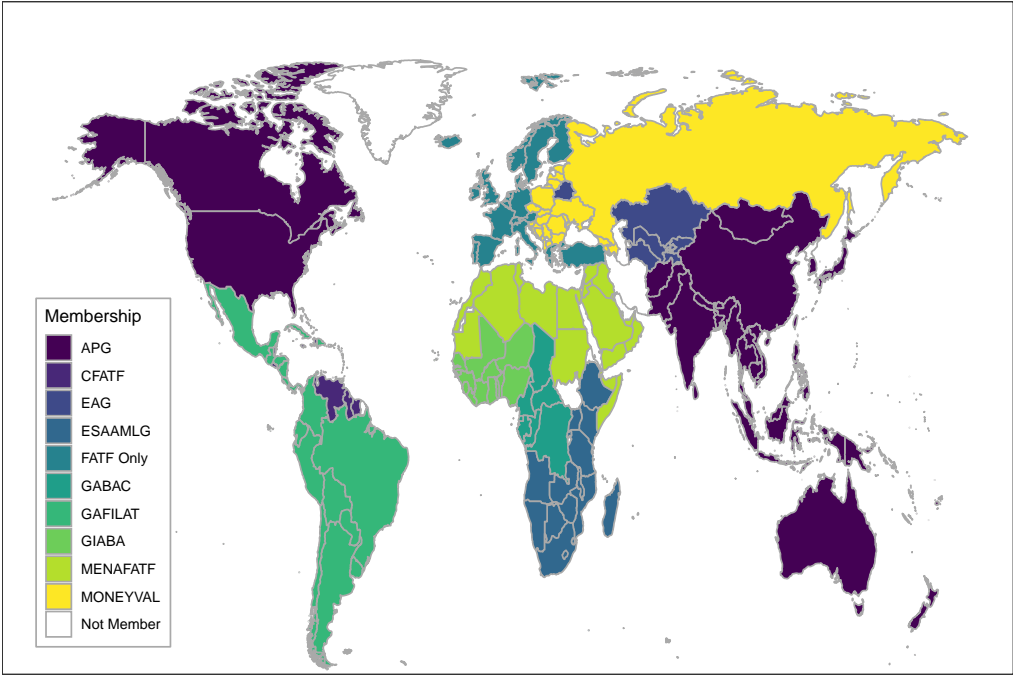 Membership
APG
CFATF
EAG
ESAAMLG
FATF Only
GABAC
GAFILAT
GIABA
MENAFATF
MONEYVAL
Not Member